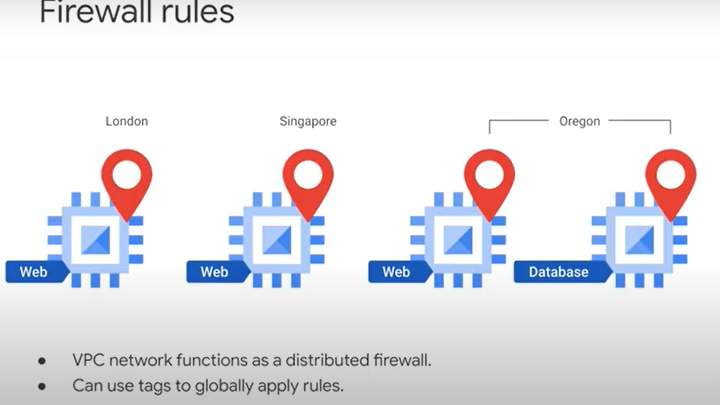 Firewall rules
London
Singapore
Oregon
Web
Web
Web
Database
• VPC network functions as a distributed firewall.
• Can use tags to globally apply rules.